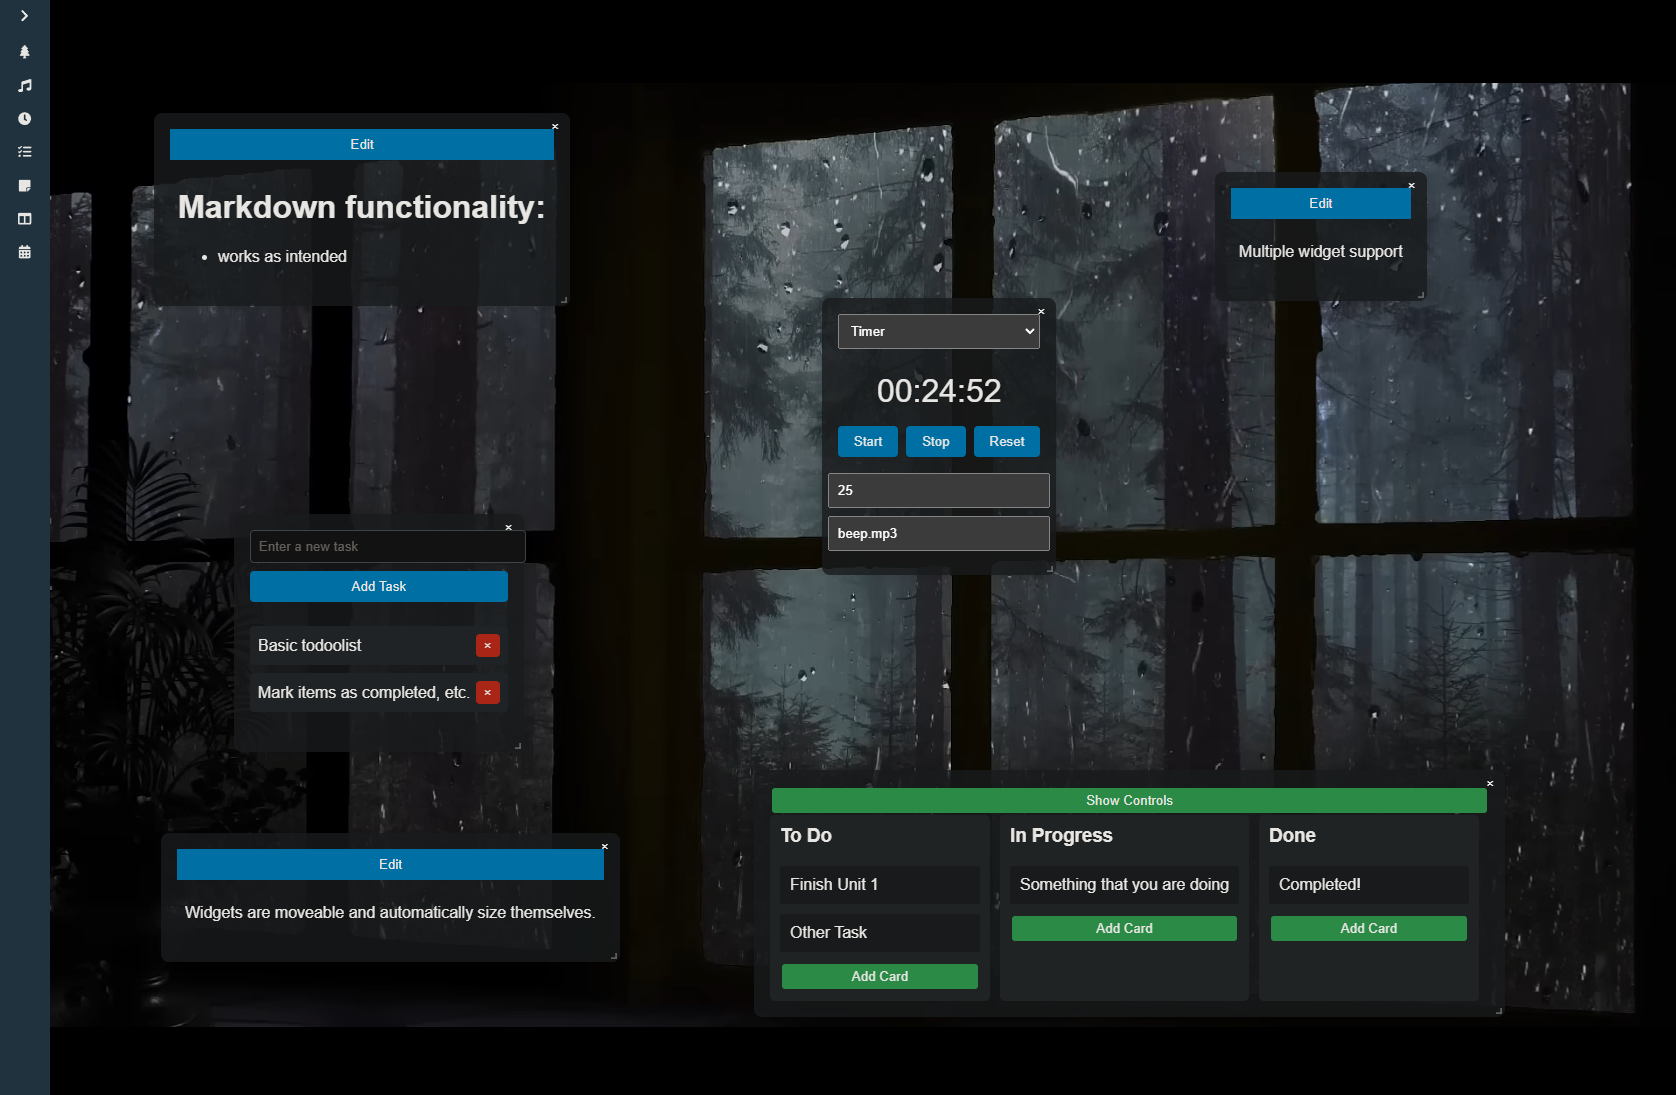 Edit
Markdown functionality:
• works as intended
Edit
Multiple widget support
Timer
00:24:52
Start Stop Reset
25
beep.mp3
Enter a new task
Add Task
Basic todoolist
Mark items as completed, etc.
Edit
Widgets are moveable and automatically size themselves.
Show Controls
To Do
Finish Unit 1
Other Task
Add Card
In Progress
Something that you are doing
Add Card
Done
Completed!
Add Card